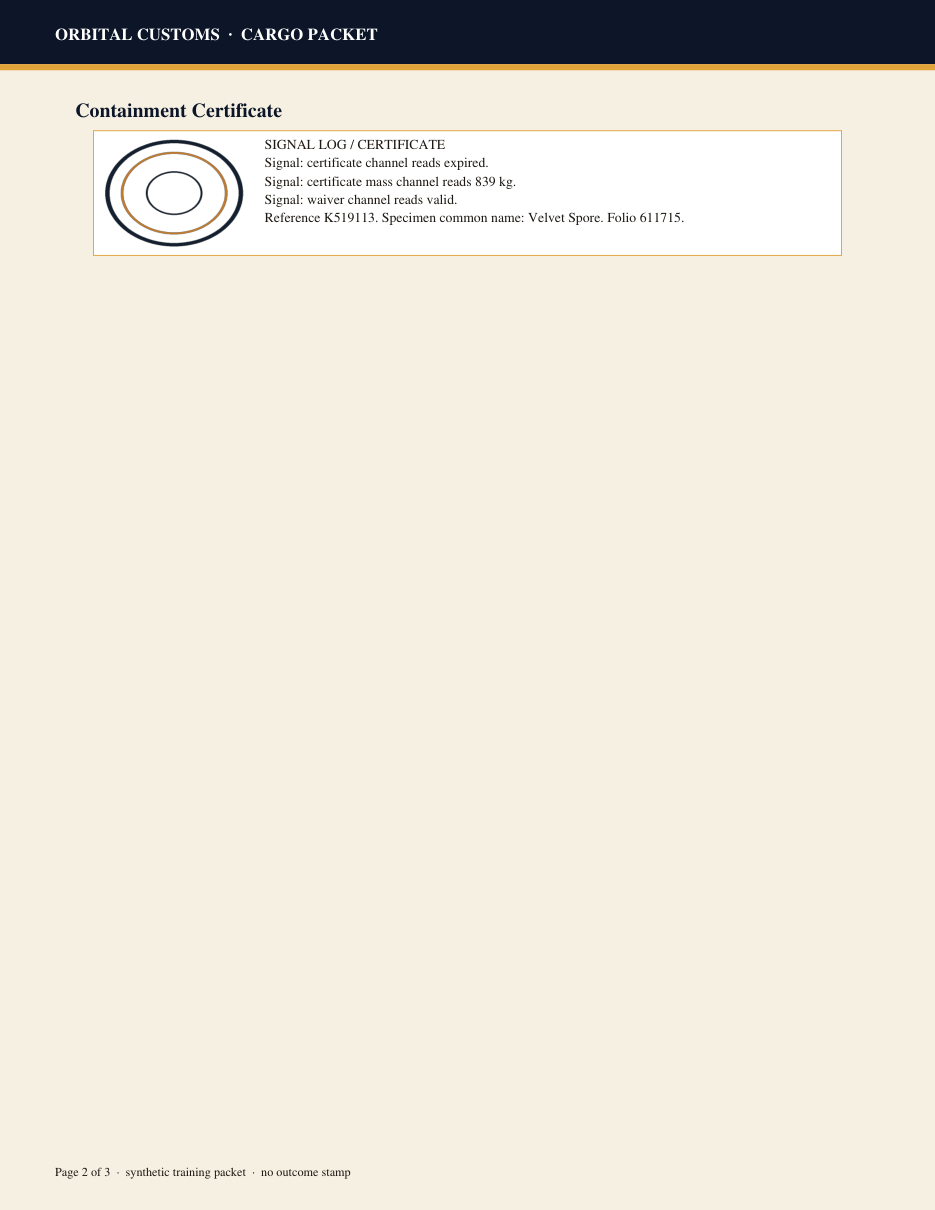 ORBITAL CUSTOMS · CARGO PACKET
Containment Certificate
SIGNAL LOG / CERTIFICATE
Signal: certificate channel reads expired.
Signal: certificate mass channel reads 839 kg.
Signal: waiver channel reads valid.
Reference K519113. Specimen common name: Velvet Spore. Folio 611715.
Page 2 of 3 · synthetic training packet · no outcome stamp